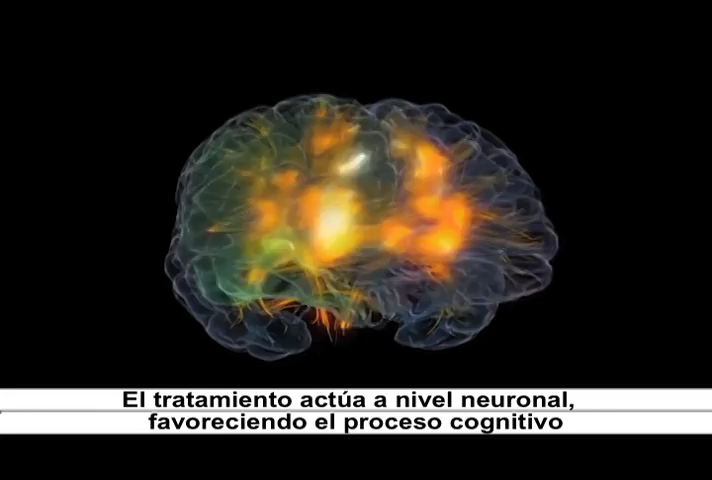 El tratamiento actúa a nivel neuronal,
favoreciendo el proceso cognitivo